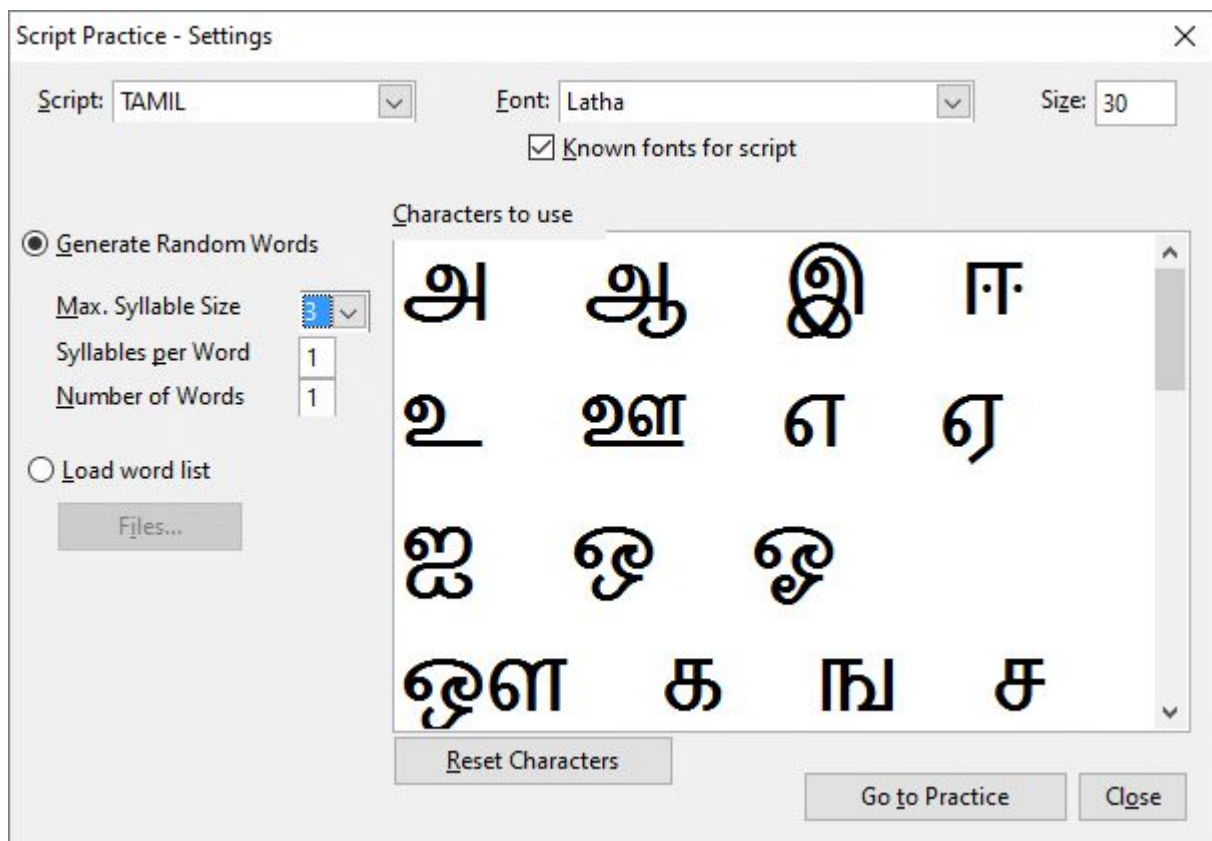 Script Practice - Settings
Script: TAMIL Font: Latha Size: 30
Known fonts for script
Characters to use
Generate Random Words
Max. Syllable Size 3
Syllables per Word 1
Number of Words 1
Load word list
Files...
அ ஆ இ ஈ
உ ஊ எ ஏ
ஐ ஒ ஓ
ஔ க ங ச
Reset Characters
Go to Practice Close